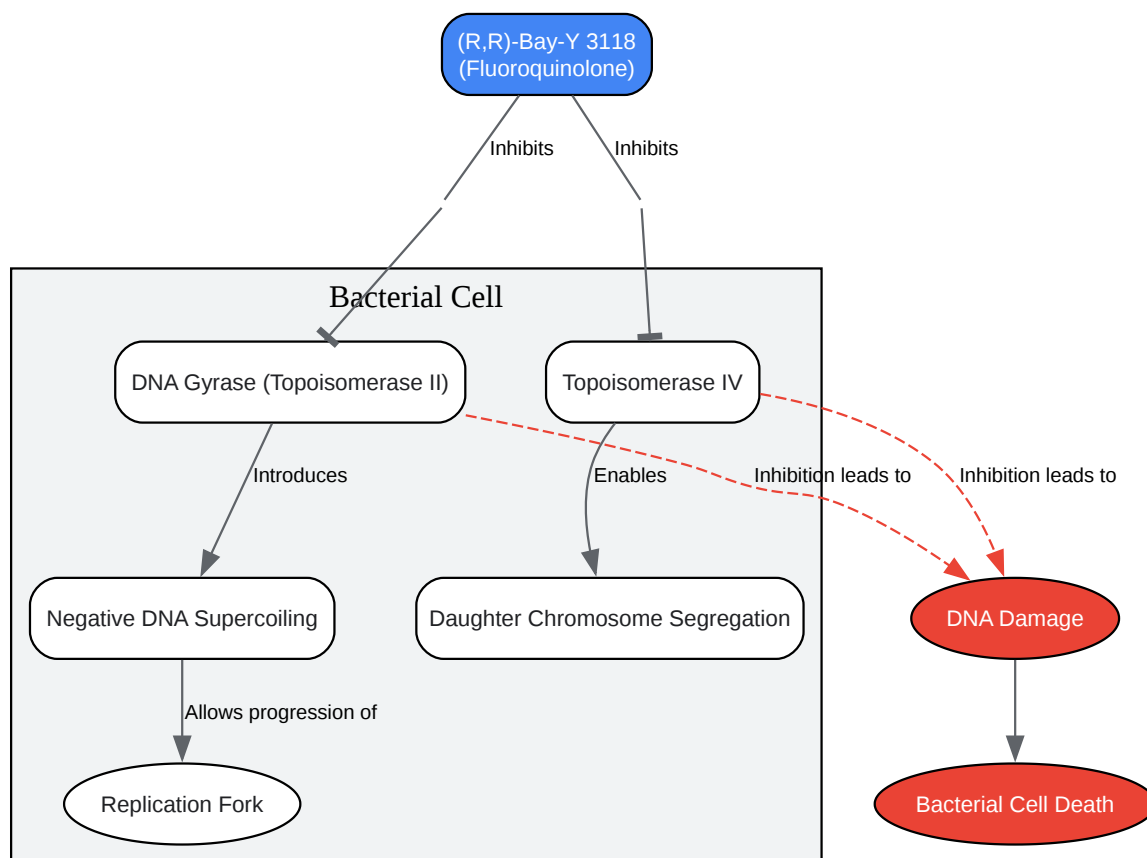 (R,R)-Bay-Y 3118
(Fluoroquinolone)
Inhibits
Inhibits
Bacterial Cell
DNA Gyrase (Topoisomerase II)
Topoisomerase IV
Introduces
Enables
Inhibition leads to
Inhibition leads to
Negative DNA Supercoiling
Daughter Chromosome Segregation
DNA Damage
Allows progression of
Replication Fork
Bacterial Cell Death